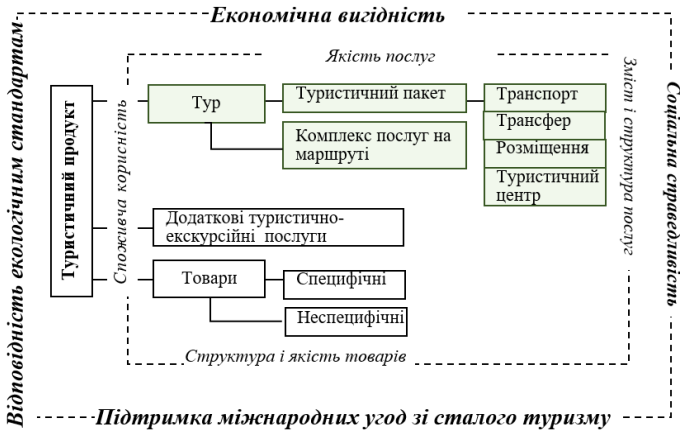 Економічна вигідність
Якість послуг
Відповідність екологічним стандартам
Туристичний продукт
Споживча корисність
Тур
Туристичний пакет
Транспорт
Трансфер
Розміщення
Туристичний
центр
Комплекс послуг на
маршруті
Додаткові туристично-
екскурсійні послуги
Товари
Специфічні
Неспецифічні
Зміст і структура послуг
Соціальна справедливість
Структура і якість товарів
Підтримка міжнародних угод зі сталого туризму